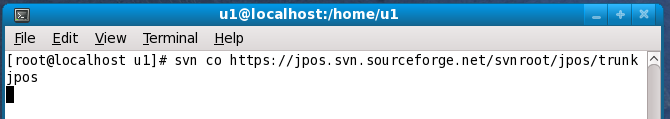 u1@localhost:/home/u1
File Edit View Terminal Help
[root@localhost u1]# svn co https://jpos.svn.sourceforge.net/svnroot/jpos/trunk
jpos